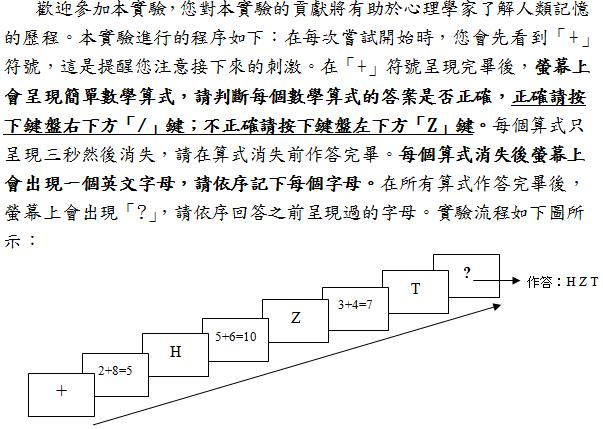 歡迎參加本實驗，您對本實驗的貢獻將有助於心理學家了解人類記憶
的歷程。本實驗進行的程序如下：在每次嘗試開始時，您會先看到「+」
符號，這是提醒您注意接下來的刺激。在「+」符號呈現完畢後，螢幕上
會呈現簡單數學算式，請判斷每個數學算式的答案是否正確，正確請按
下鍵盤右下方「/」鍵；不正確請按下鍵盤左下方「Z」鍵。每個算式只
呈現三秒然後消失，請在算式消失前作答完畢。每個算式消失後螢幕上
會出現一個英文字母，請依序記下每個字母。在所有算式作答完畢後，
螢幕上會出現「?」，請依序回答之前呈現過的字母。實驗流程如下圖所
示：
+
2+8=5
H
5+6=10
Z
3+4=7
T
?
作答：H Z T